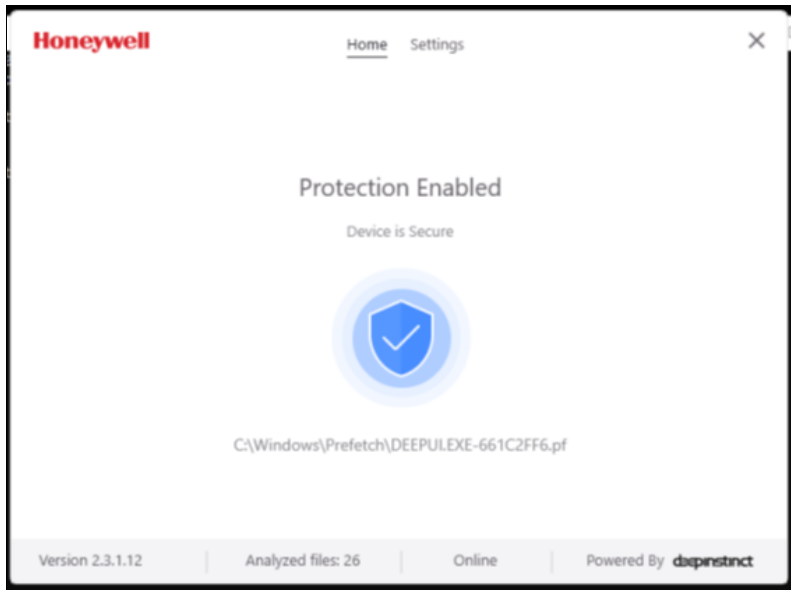 Honeywell
Home Settings
Protection Enabled
Device is Secure
C:\Windows\Prefetch\DEEPUI.EXE-661C2FF6.pf
Version 2.3.1.12 Analyzed files: 26 Online Powered By deepinstinct